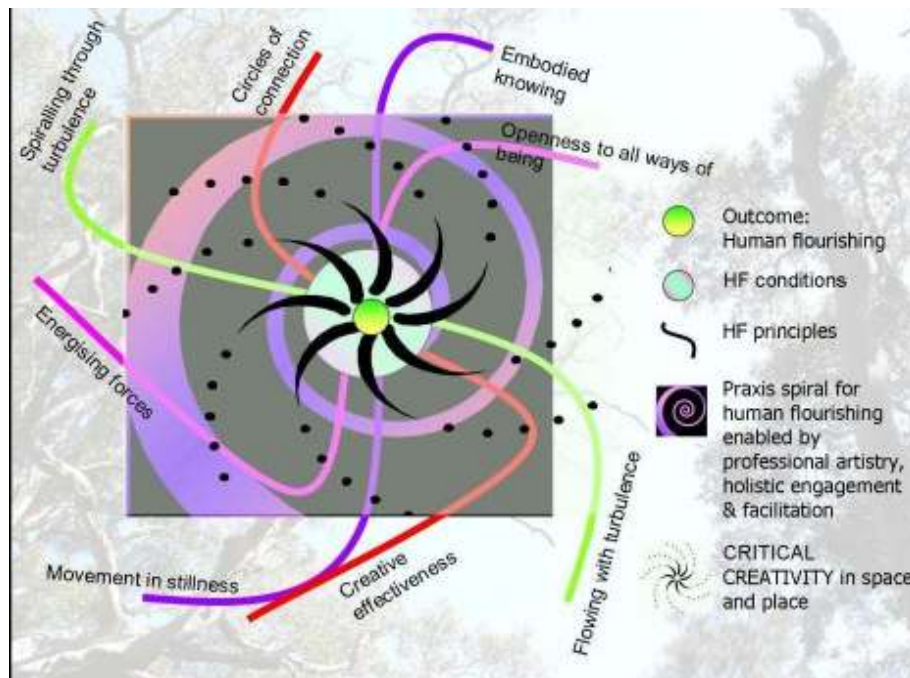 Spiralling through
turbulence
Circles of
connection
Embodied
knowing
Openness to all ways of
being
Energising forces
Movement in stillness
Creative
effectiveness
Flowing with turbulence
Outcome:
Human flourishing
HF conditions
HF principles
Praxis spiral for
human flourishing
enabled by
professional artistry,
holistic engagement
& facilitation
CRITICAL
CREATIVITY in space
and place